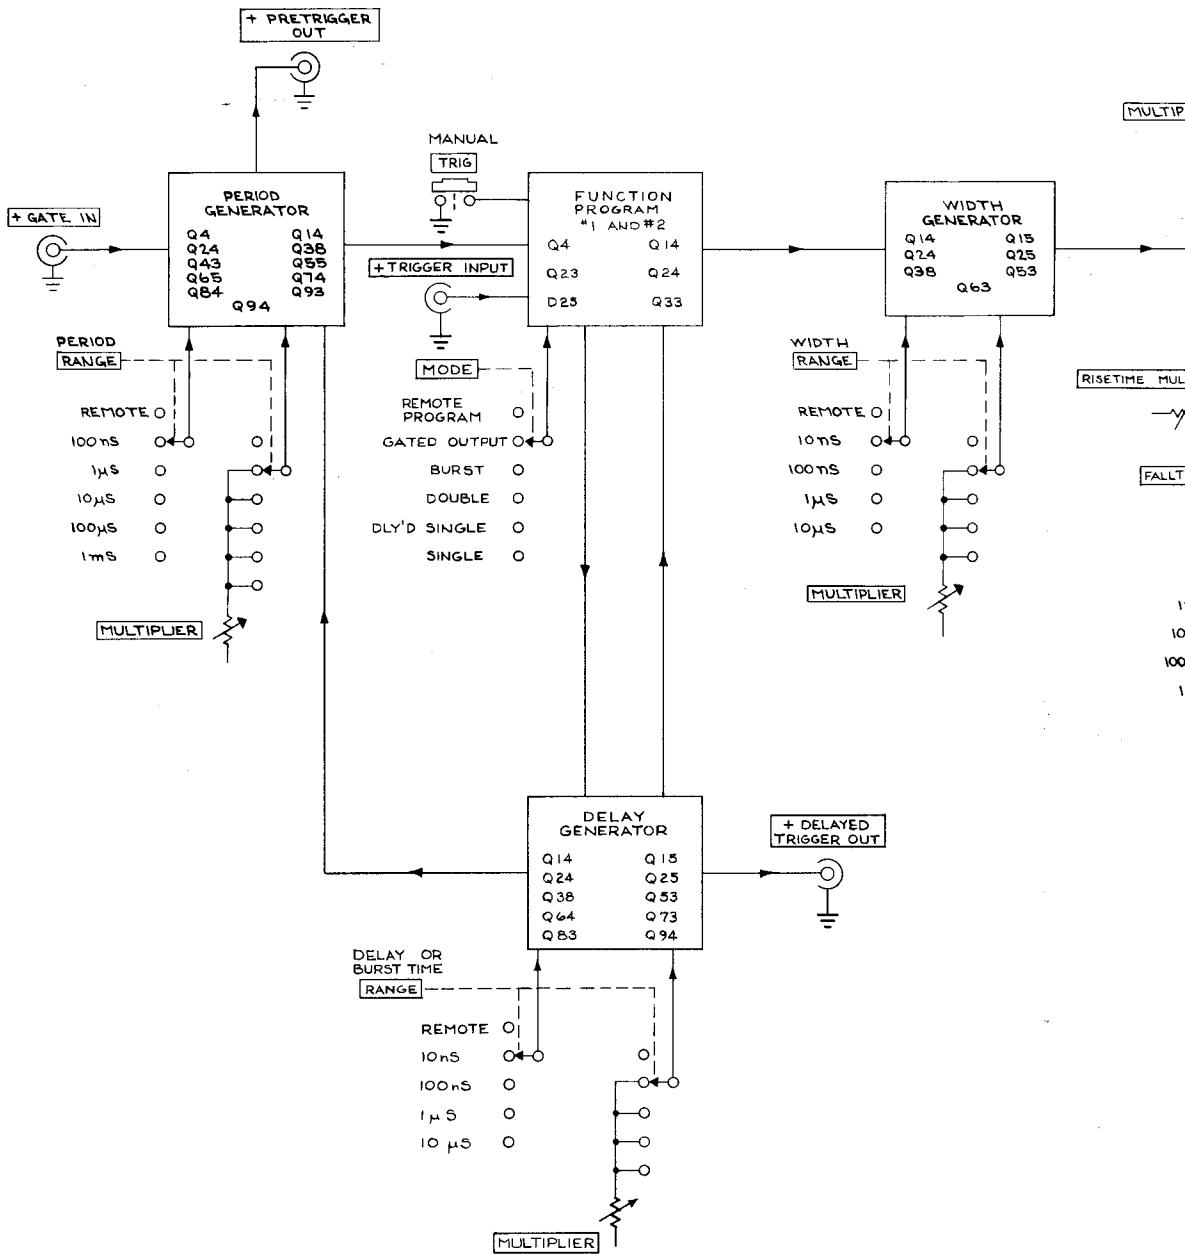 + PRETRIGGER
OUT
MULTIP
MANUAL
TRIG
+ GATE IN
PERIOD
GENERATOR
Q4 Q14
Q24 Q38
Q43 Q55
Q65 Q74
Q84 Q93
Q94
+ TRIGGER INPUT
FUNCTION
PROGRAM
#1 AND #2
Q4 Q14
Q23 Q24
D25 Q33
WIDTH
GENERATOR
Q14 Q15
Q24 Q25
Q38 Q53
Q63
PERIOD
RANGE
REMOTE
100nS
1µS
10µS
100µS
1mS
MULTIPLIER
MODE
REMOTE
PROGRAM
GATED OUTPUT
BURST
DOUBLE
DLY'D SINGLE
SINGLE
WIDTH
RANGE
REMOTE
10nS
100nS
1µS
10µS
MULTIPLIER
RISETIME MUL
FALLT
1
10
100
1
DELAY
GENERATOR
Q14 Q15
Q24 Q25
Q38 Q53
Q64 Q73
Q83 Q94
+ DELAYED
TRIGGER OUT
DELAY OR
BURST TIME
RANGE
REMOTE
10nS
100nS
1µS
10µS
MULTIPLIER